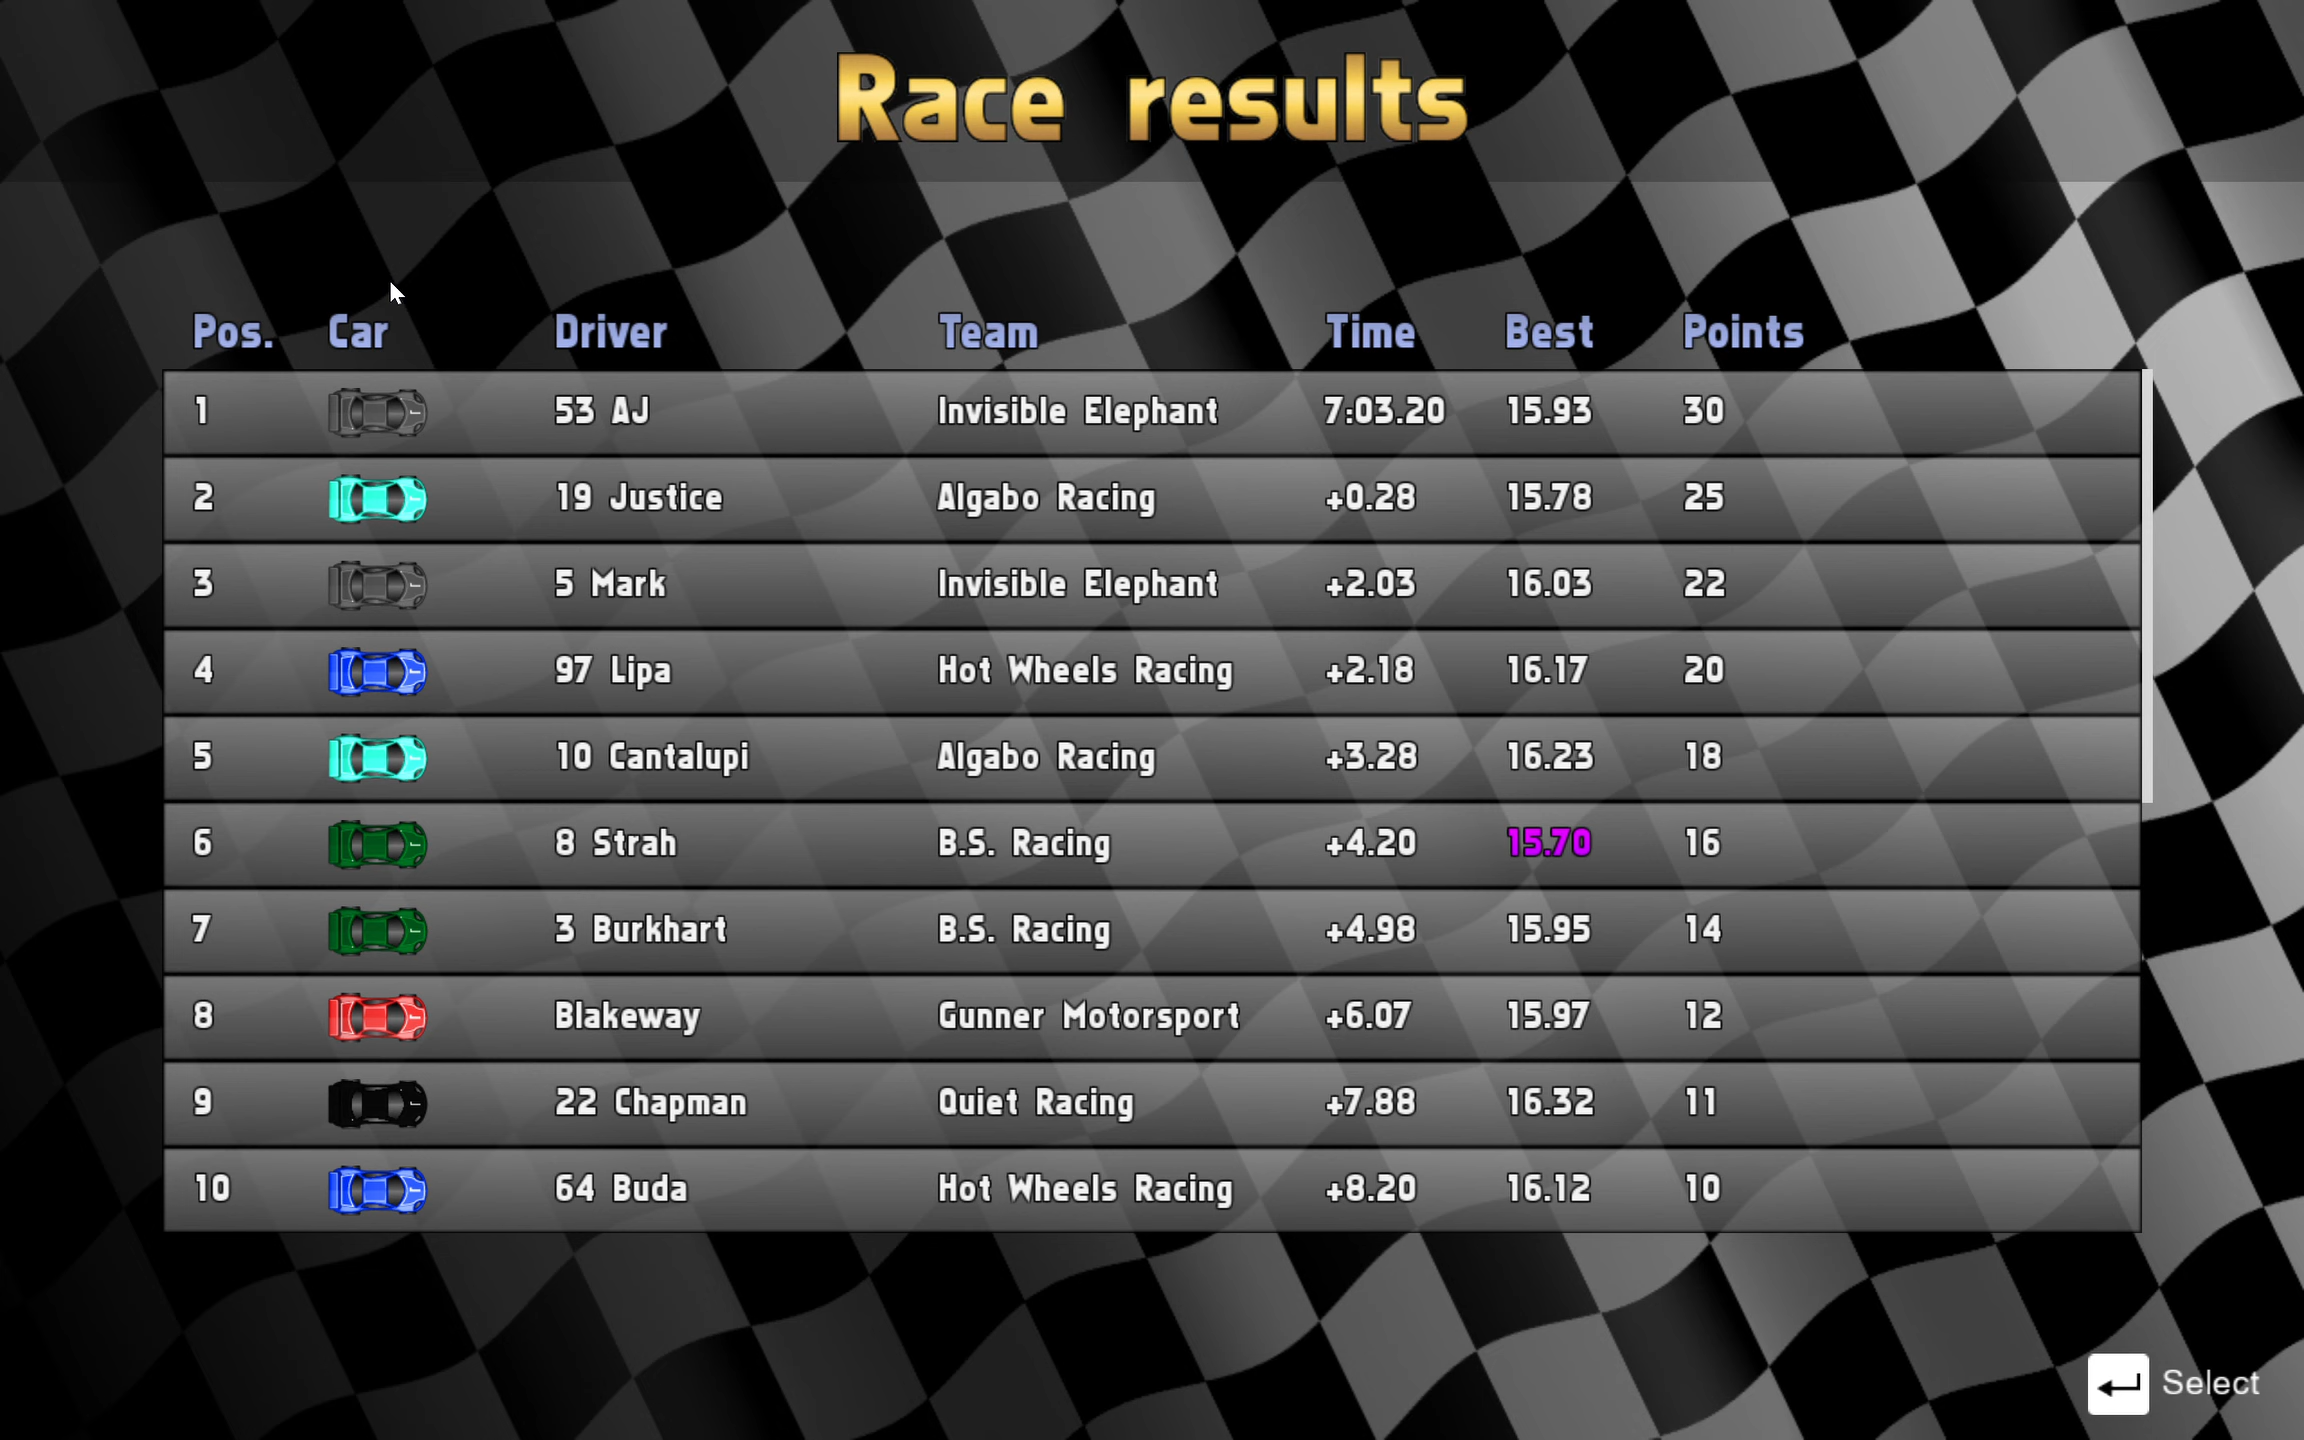 Race results
Pos. Car Driver Team Time Best Points
1 53 AJ Invisible Elephant 7:03.20 15.93 30
2 19 Justice Algabo Racing +0.28 15.78 25
3 5 Mark Invisible Elephant +2.03 16.03 22
4 97 Lipa Hot Wheels Racing +2.18 16.17 20
5 10 Cantalupi Algabo Racing +3.28 16.23 18
6 8 Strah B.S. Racing +4.20 15.70 16
7 3 Burkhart B.S. Racing +4.98 15.95 14
8 Blakeway Gunner Motorsport +6.07 15.97 12
9 22 Chapman Quiet Racing +7.88 16.32 11
10 64 Buda Hot Wheels Racing +8.20 16.12 10
Select